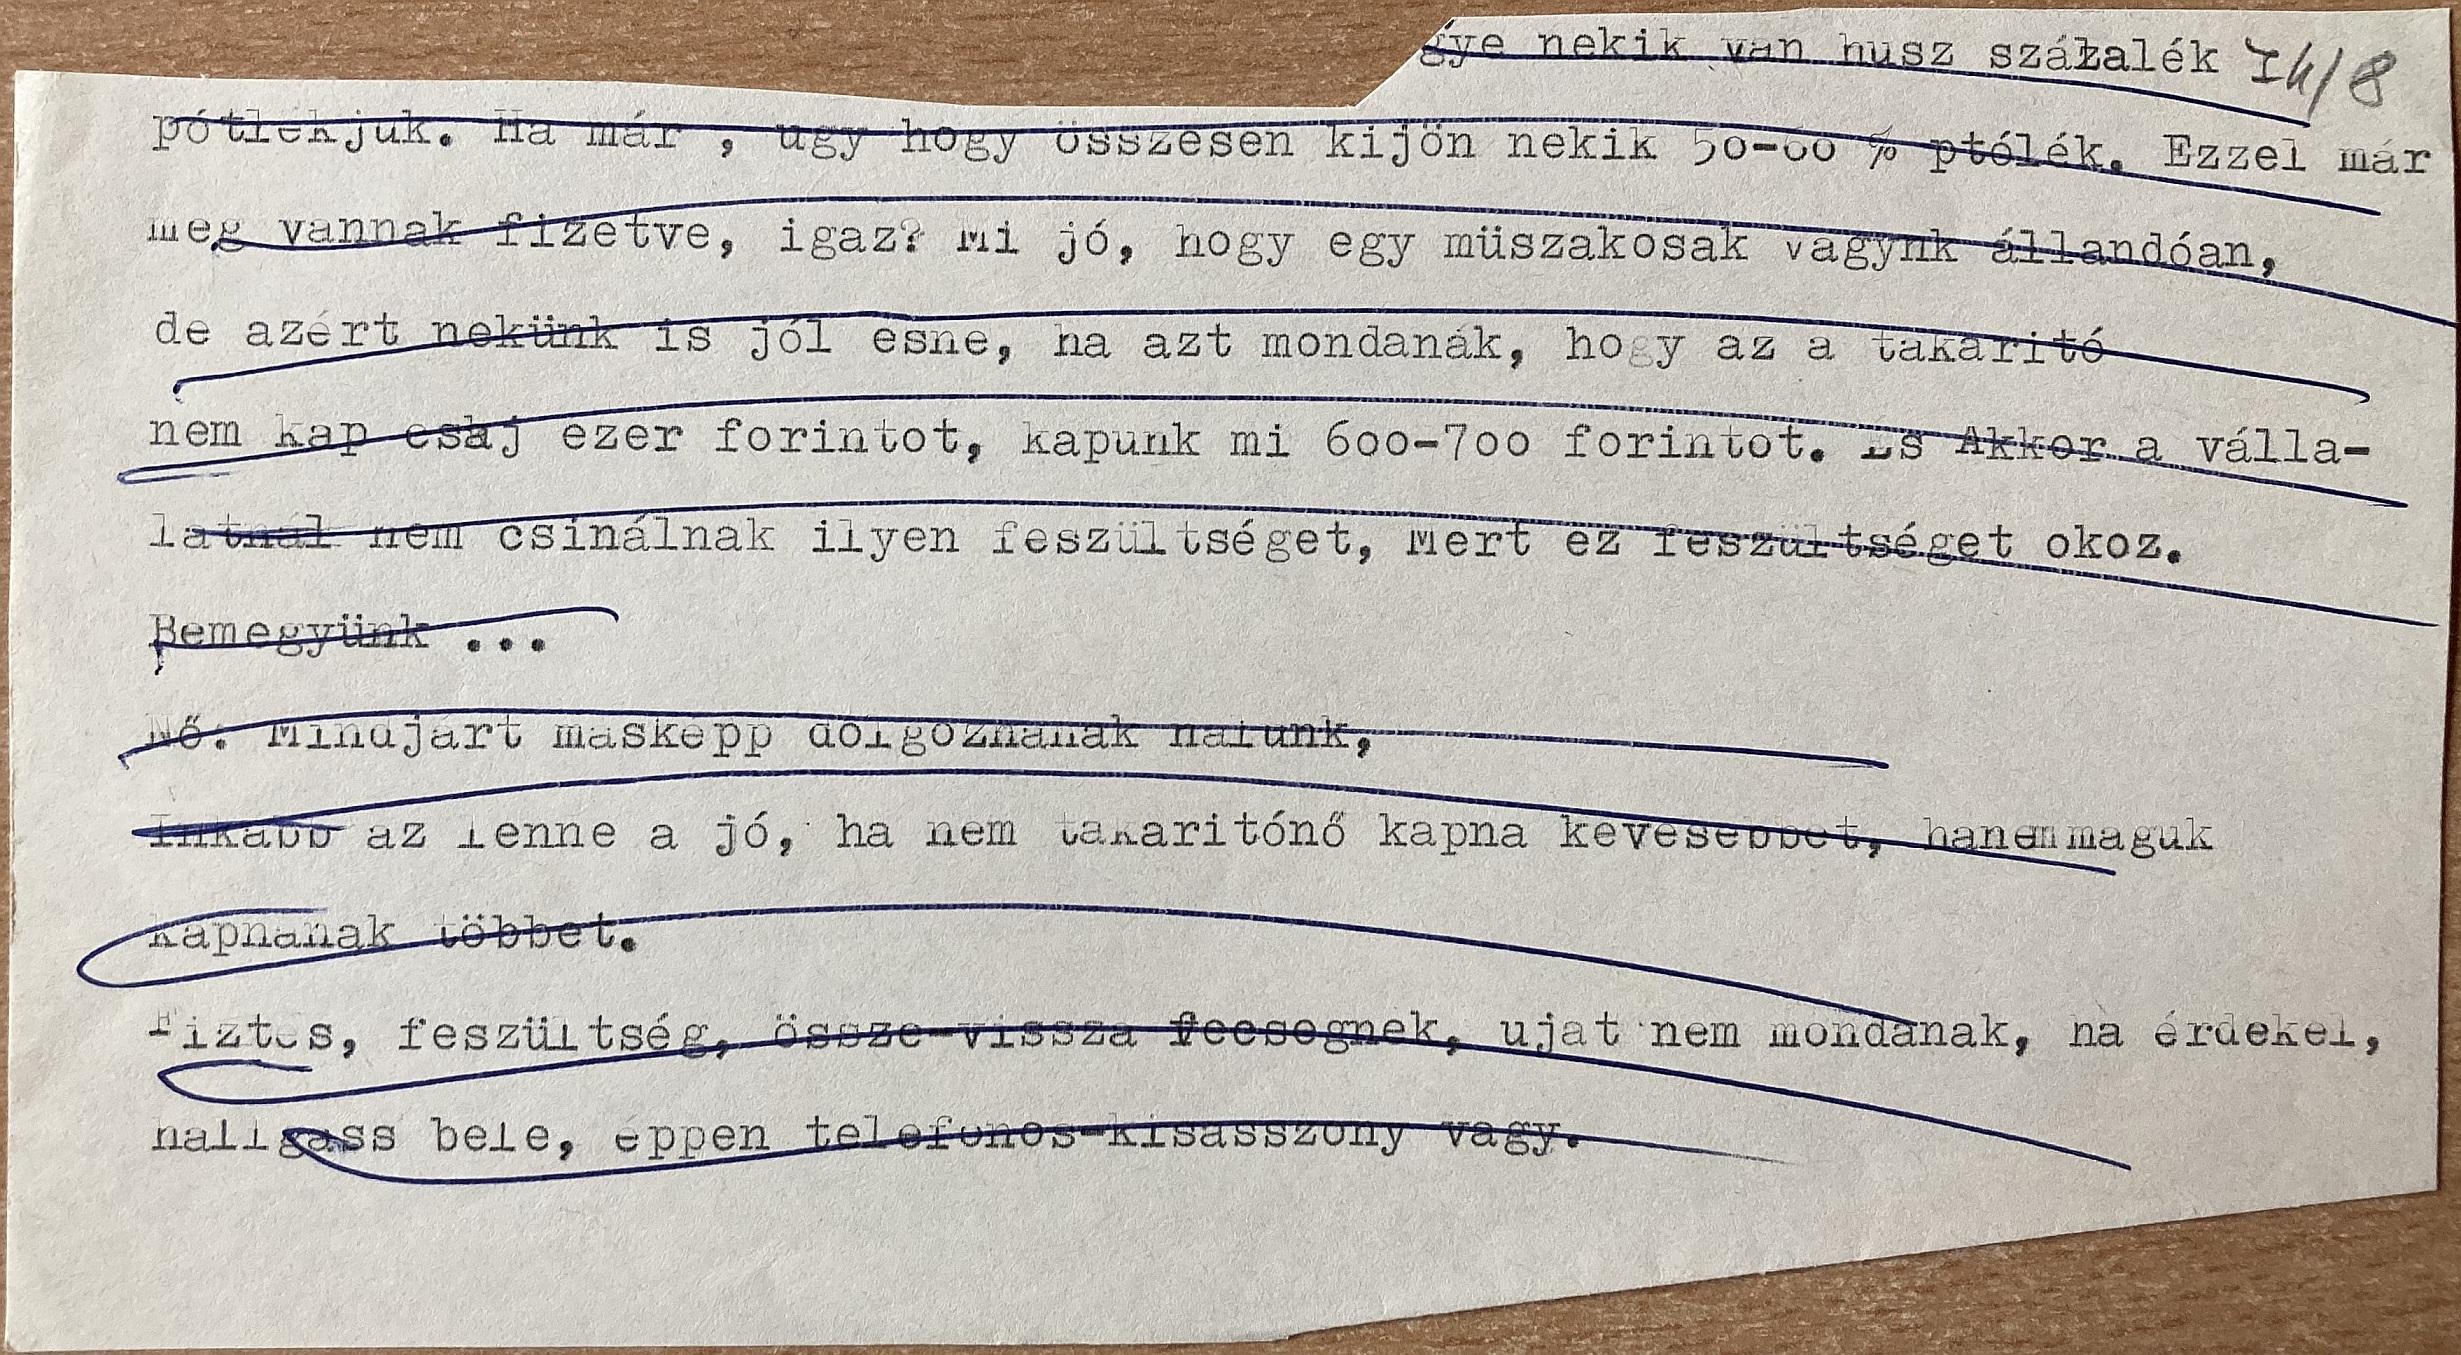 gye nekik van husz százalék I4/8
pótlékjuk. Ha már , ugy hogy összesen kijön nekik 50-60 % ptólék. Ezzel már
meg vannak fizetve, igaz? Mi jó, hogy egy müszakosak vagynk állandóan,
de azért nekünk is jól esne, ha azt mondanák, hogy az a takaritó
nem kap csaj ezer forintot, kapunk mi 600-700 forintot. És Akkor a válla-
latnál nem csinálnak ilyen feszültséget, Mert ez feszültséget okoz.
Bemegyünk ...
Nő: Mindjárt máskepp dolgoznának nálunk,
Inkább az lenne a jó, ha nem takaritónő kapna kevesebbet, hanem maguk
kapnának többet.
Fiztes, feszültség, össze-vissza fecsegnek, ujat nem mondanak, ha érdekel,
hallgass bele, éppen telefonos-kisasszony vagy.